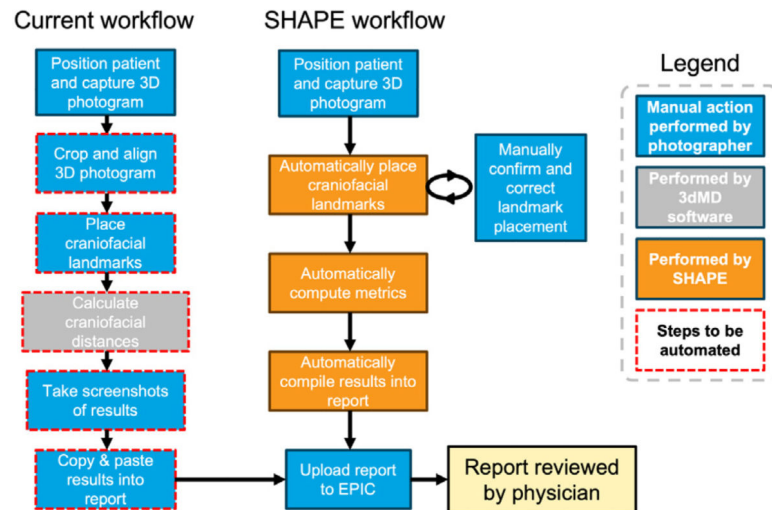 Current workflow
Position patient
and capture 3D
photogram
Crop and align
3D photogram
Place
craniofacial
landmarks
Calculate
craniofacial
distances
Take screenshots
of results
Copy & paste
results into
report
SHAPE workflow
Position patient
and capture 3D
photogram
Automatically place
craniofacial
landmarks
Manually
confirm and
correct
landmark
placement
Automatically
compute metrics
Automatically
compile results into
report
Upload report
to EPIC
Report reviewed
by physician
Legend
Manual action
performed by
photographer
Performed by
3dMD
software
Performed by
SHAPE
Steps to be
automated